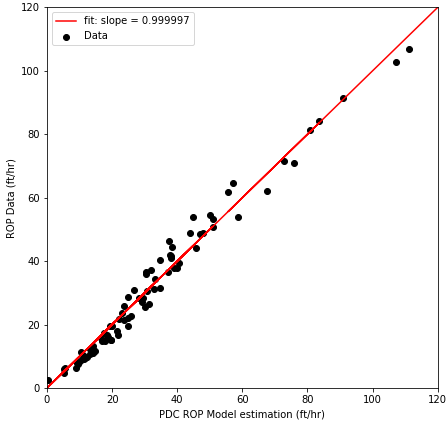 120
100
80
60
40
20
0
ROP Data (ft/hr)
fit: slope = 0.999997
Data
0 20 40 60 80 100 120
PDC ROP Model estimation (ft/hr)